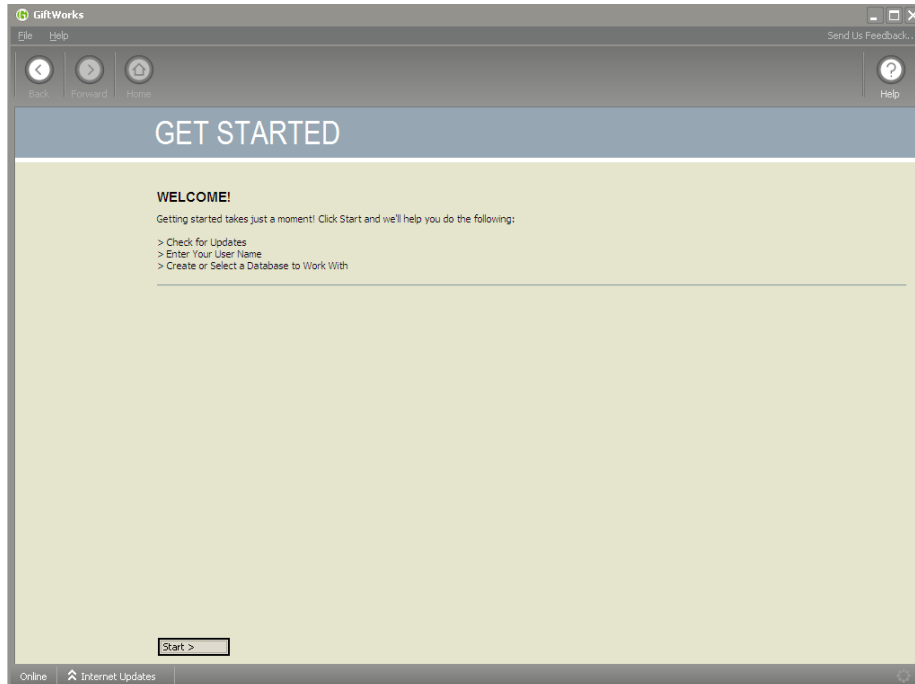 GiftWorks
File Help Send Us Feedback...
Back Forward Home Help
GET STARTED
WELCOME!
Getting started takes just a moment! Click Start and we'll help you do the following:
> Check for Updates
> Enter Your User Name
> Create or Select a Database to Work With
Start >
Online Internet Updates